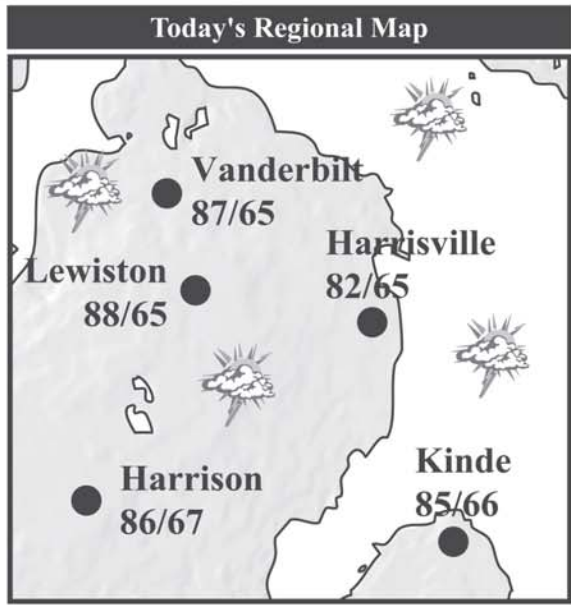 Today's Regional Map
Vanderbilt
87/65
Harrisville
82/65
Lewiston
88/65
Harrison
86/67
Kinde
85/66